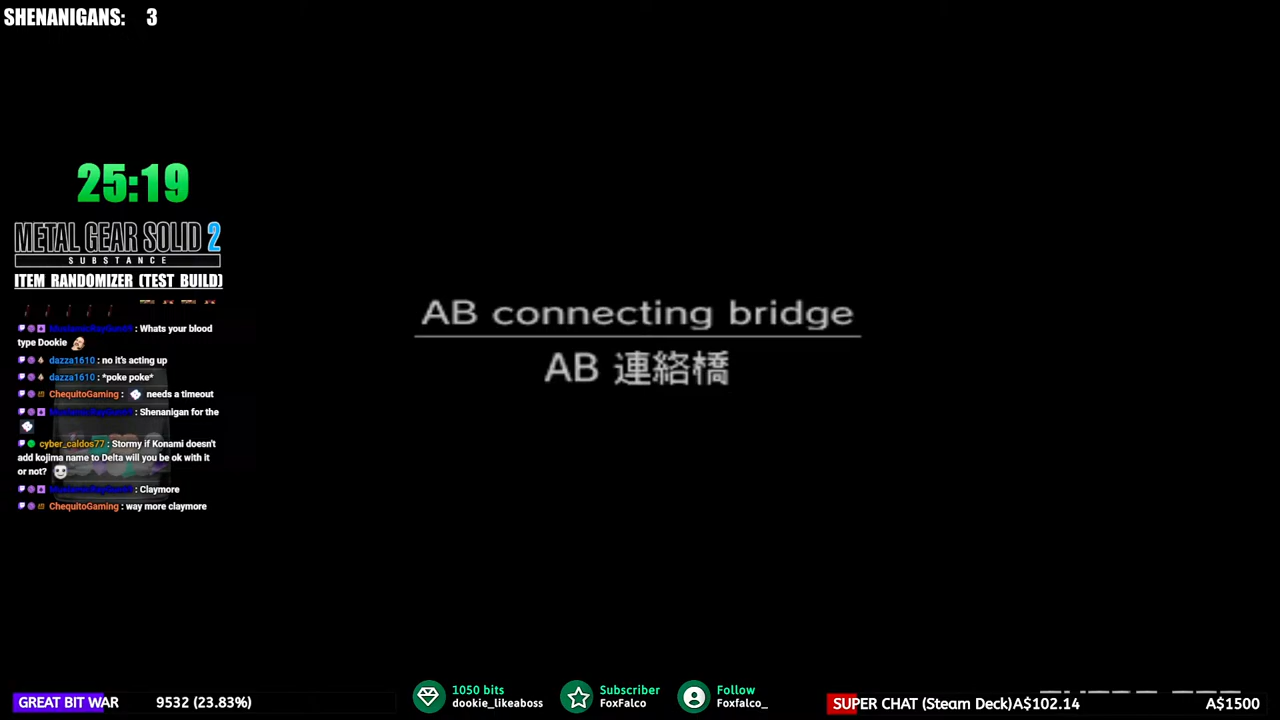 SHENANIGANS: 3
25:19
METAL GEAR SOLID 2
SUBSTANCE
ITEM RANDOMIZER (TEST BUILD)
: Whats your blood
type Dookie
dazza1610 : no it's acting up
dazza1610 : *poke poke*
ChequitoGaming : needs a timeout
: Shenanigan for the
cyber_caldos77 : Stormy if Konami doesn't
add kojima name to Delta will you be ok with it
or not?
: Claymore
ChequitoGaming : way more claymore
AB connecting bridge
AB 連絡橋
GREAT BIT WAR 9532 (23.83%)
1050 bits
dookie_likeaboss
Subscriber
FoxFalco
Follow
Foxfalco_
SUPER CHAT (Steam Deck)A$102.14 A$1500